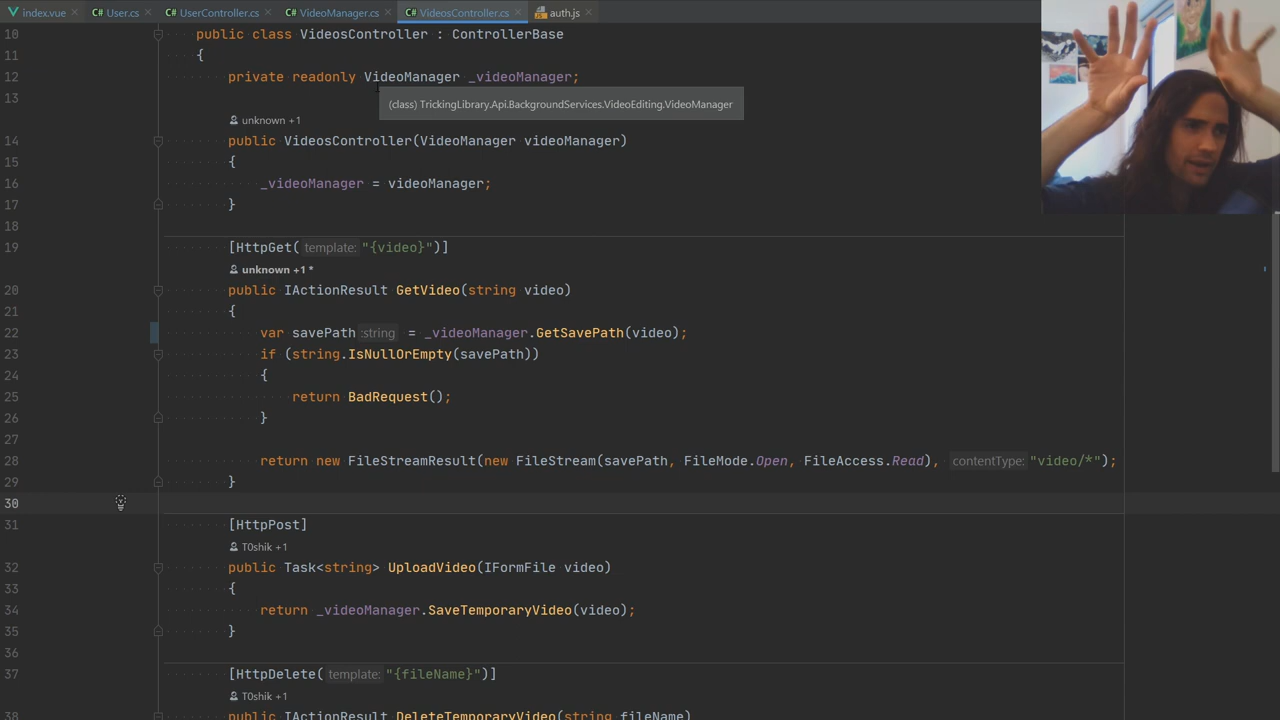 index.vue × C# User.cs × C# UserController.cs × C# VideoManager.cs × C# VideosController.cs × auth.js ×
10 public class VideosController : ControllerBase
11 {
12 private readonly VideoManager _videoManager;
(class) TrickingLibrary.Api.BackgroundServices.VideoEditing.VideoManager
13
unknown +1
14 public VideosController(VideoManager videoManager)
15 {
16 _videoManager = videoManager;
17 }
18
19 [HttpGet( template: "{video}")]
unknown +1 *
20 public IActionResult GetVideo(string video)
21 {
22 var savePath :string = _videoManager.GetSavePath(video);
23 if (string.IsNullOrEmpty(savePath))
24 {
25 return BadRequest();
26 }
27
28 return new FileStreamResult(new FileStream(savePath, FileMode.Open, FileAccess.Read), contentType: "video/*");
29 }
30
31 [HttpPost]
T0shik +1
32 public Task<string> UploadVideo(IFormFile video)
33 {
34 return _videoManager.SaveTemporaryVideo(video);
35 }
36
37 [HttpDelete( template: "{fileName}")]
T0shik +1
38 public IActionResult DeleteTemporaryVideo(string fileName)